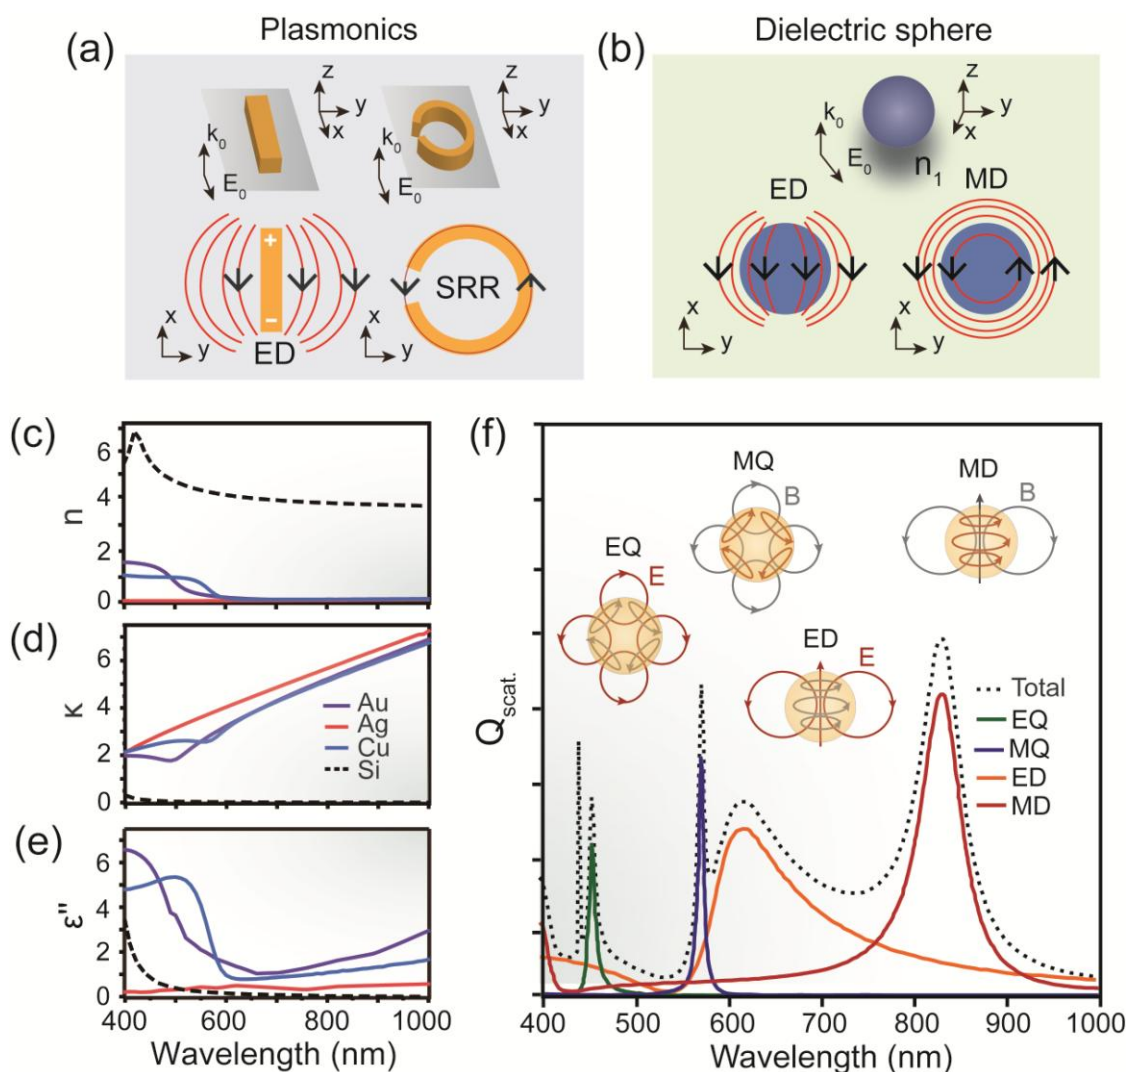 Plasmonics
Dielectric sphere
(a)
z
y
x
k0
E0
z
y
x
k0
E0
+
−
ED
x
y
SRR
x
y
(b)
k0
E0
z
y
x
n1
ED
MD
x
y
x
y
(c)
n
6
4
2
0
(d)
κ
6
4
2
0
Au
Ag
Cu
Si
(e)
ε''
6
4
2
0
400
600
800
1000
Wavelength (nm)
(f)
Qscat.
EQ
E
MQ
B
ED
E
MD
B
Total
EQ
MQ
ED
MD
400
500
600
700
800
900
1000
Wavelength (nm)